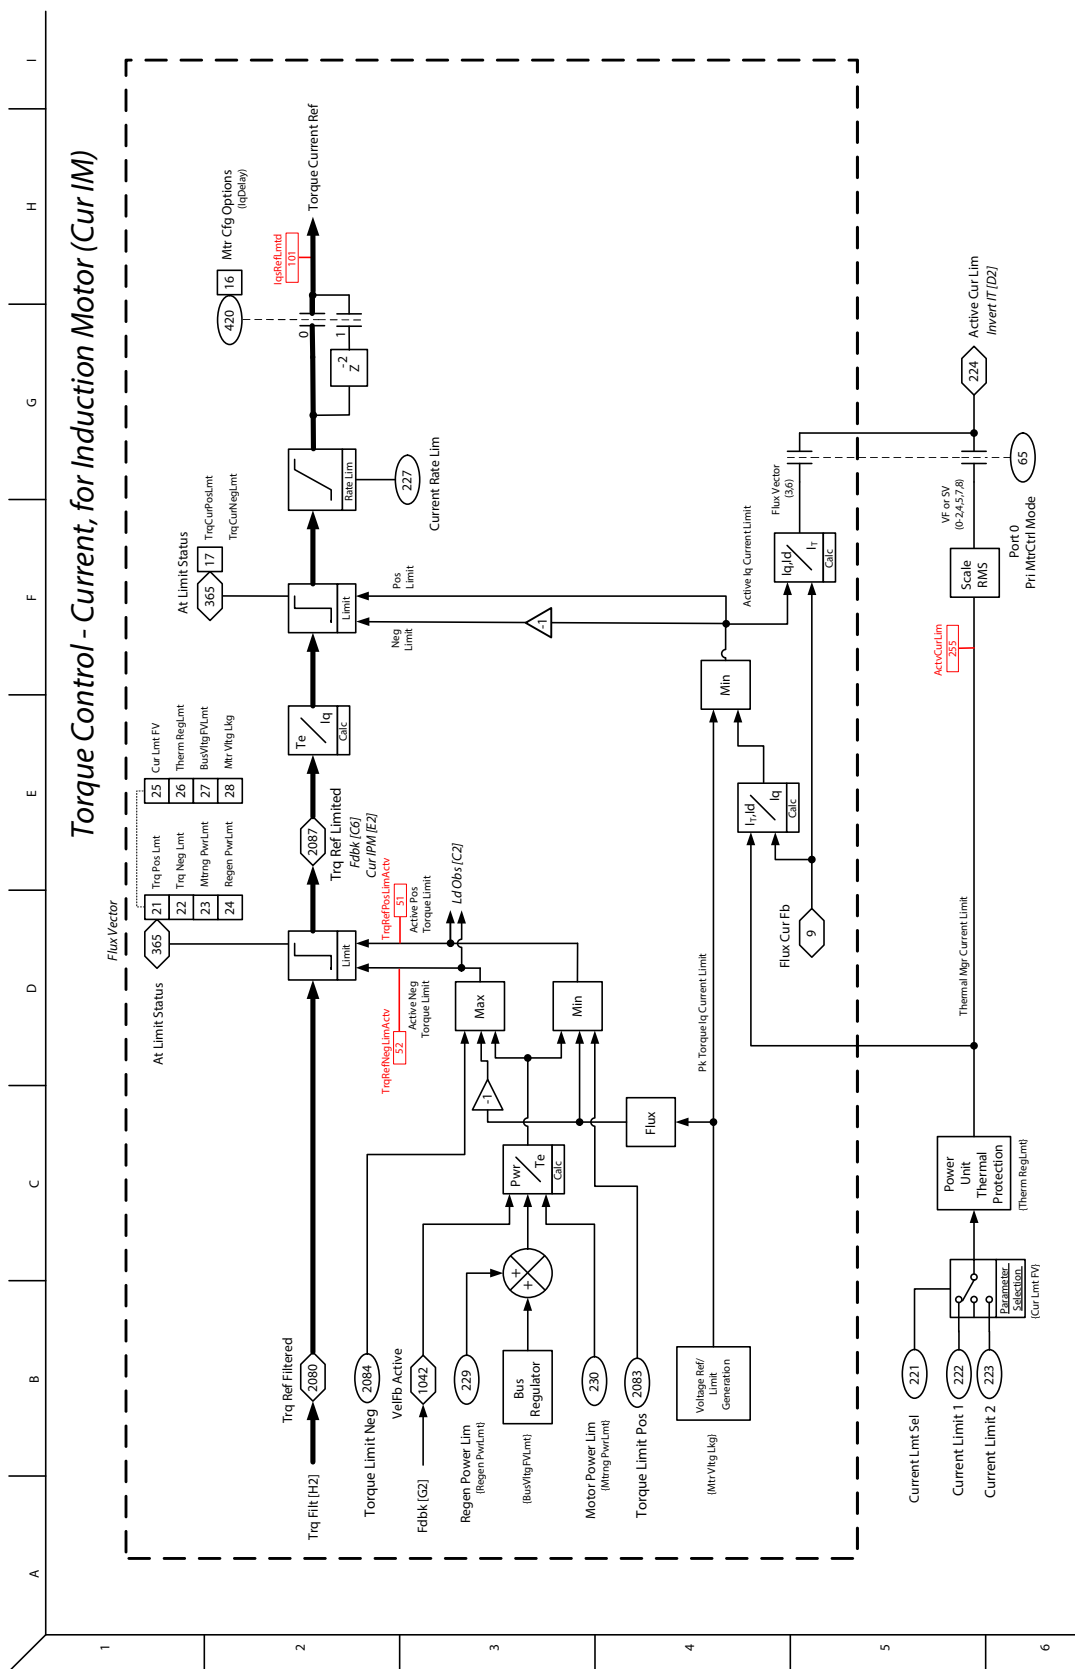 Torque Control - Current, for Induction Motor (Cur IM)
A
B
C
D
E
F
G
H
I
1
2
3
4
5
6
Flux Vector
At Limit Status
365
21
Trq Pos Lmt
22
Trq Neg Lmt
23
Mtrng PwrLmt
24
Regen PwrLmt
25
Cur Lmt FV
26
Therm RegLmt
27
BusVltgFVLmt
28
Mtr Vltg Lkg
At Limit Status
365
17
TrqCurPosLmt
TrqCurNegLmt
420
16
Mtr Cfg Options
(IqDelay)
Trq Filt [H2]
Trq Ref Filtered
2080
Limit
2087
Trq Ref Limited
Fdbk [C6]
Cur IPM [E2]
Te
Iq
Calc
Limit
Rate Lim
227
Current Rate Lim
0
1
-2
Z
IqsRefLmtd
101
Torque Current Ref
Torque Limit Neg
2084
VelFb Active
1042
Fdbk [G2]
Regen Power Lim
(Regen PwrLmt)
229
Bus
Regulator
(BusVltgFVLmt)
Motor Power Lim
(Mtrng PwrLmt)
230
Torque Limit Pos
2083
+
+
Pwr
Te
Calc
-1
Max
Min
Flux
TrqRefNegLimActv
52
Active Neg
Torque Limit
TrqRefPosLimActv
51
Active Pos
Torque Limit
Ld Obs [C2]
Neg
Limit
Pos
Limit
-1
Voltage Ref/
Limit
Generation
(Mtr Vltg Lkg)
Pk Torque Iq Current Limit
Min
Active Iq Current Limit
IT,Id
Iq
Calc
Iq,Id
IT
Calc
Flux Cur Fb
9
Flux Vector
(3,6)
Thermal Mgr Current Limit
Current Lmt Sel
221
Current Limit 1
222
Current Limit 2
223
Parameter
Selection
(Cur Lmt FV)
Power
Unit
Thermal
Protection
(Therm RegLmt)
ActvCurLim
255
Scale
RMS
VF or SV
(0-2,4,5,7,8)
65
Port 0
Pri MtrCtrl Mode
224
Active Cur Lim
Invert IT [D2]